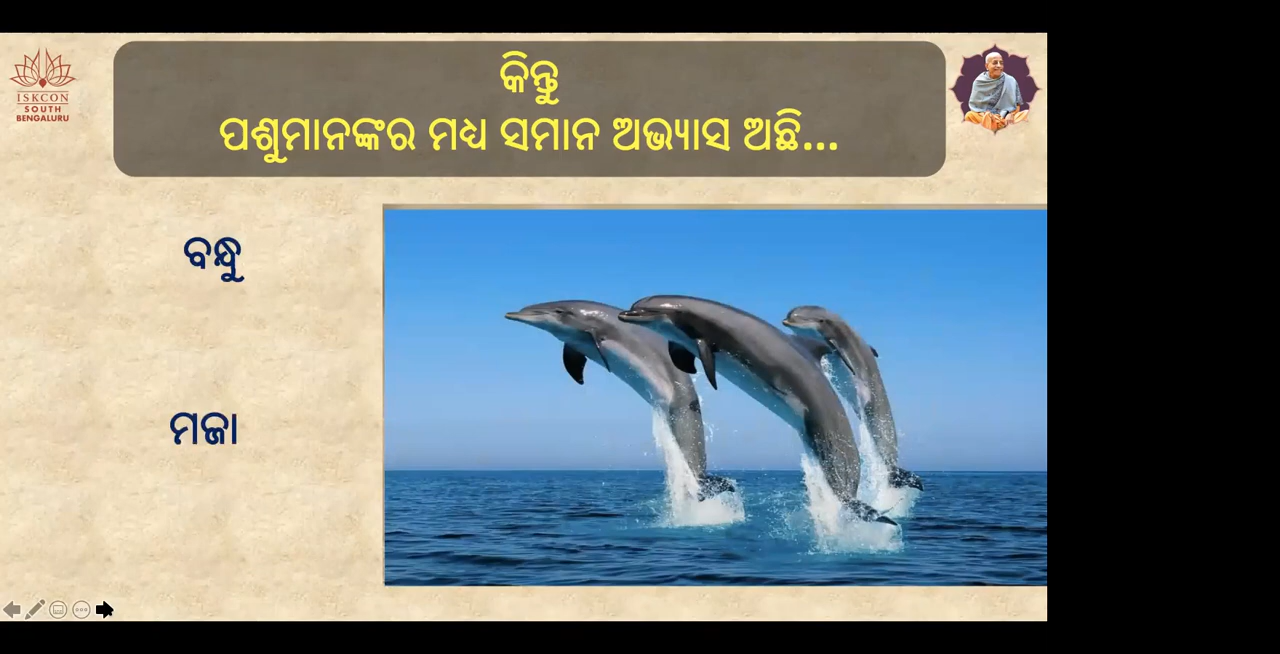 ISKCON
SOUTH
BENGALURU
କିନ୍ତୁ
ପଶୁମାନଙ୍କର ମଧ୍ୟ ସମାନ ଅଭ୍ୟାସ ଅଛି...
ବନ୍ଧୁ
ମଜା